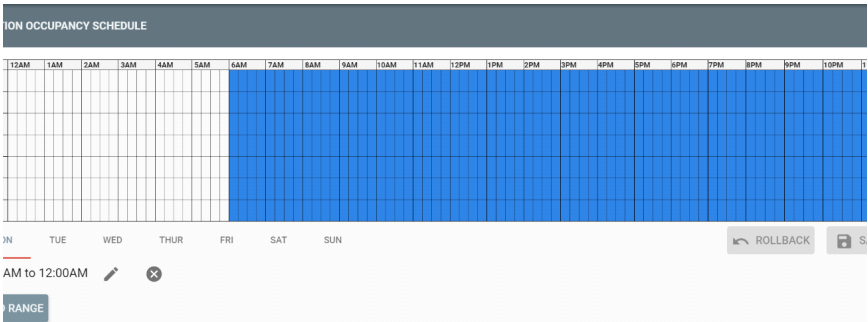 TION OCCUPANCY SCHEDULE
12AM 1AM 2AM 3AM 4AM 5AM 6AM 7AM 8AM 9AM 10AM 11AM 12PM 1PM 2PM 3PM 4PM 5PM 6PM 7PM 8PM 9PM 10PM 1
ON TUE WED THUR FRI SAT SUN
ROLLBACK SA
AM to 12:00AM
RANGE